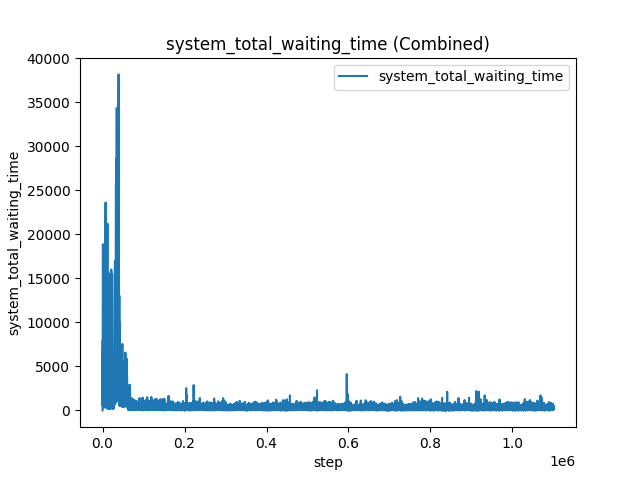 system_total_waiting_time (Combined)
system_total_waiting_time
40000
35000
30000
25000
20000
15000
10000
5000
0
system_total_waiting_time
0.0 0.2 0.4 0.6 0.8 1.0
1e6
step